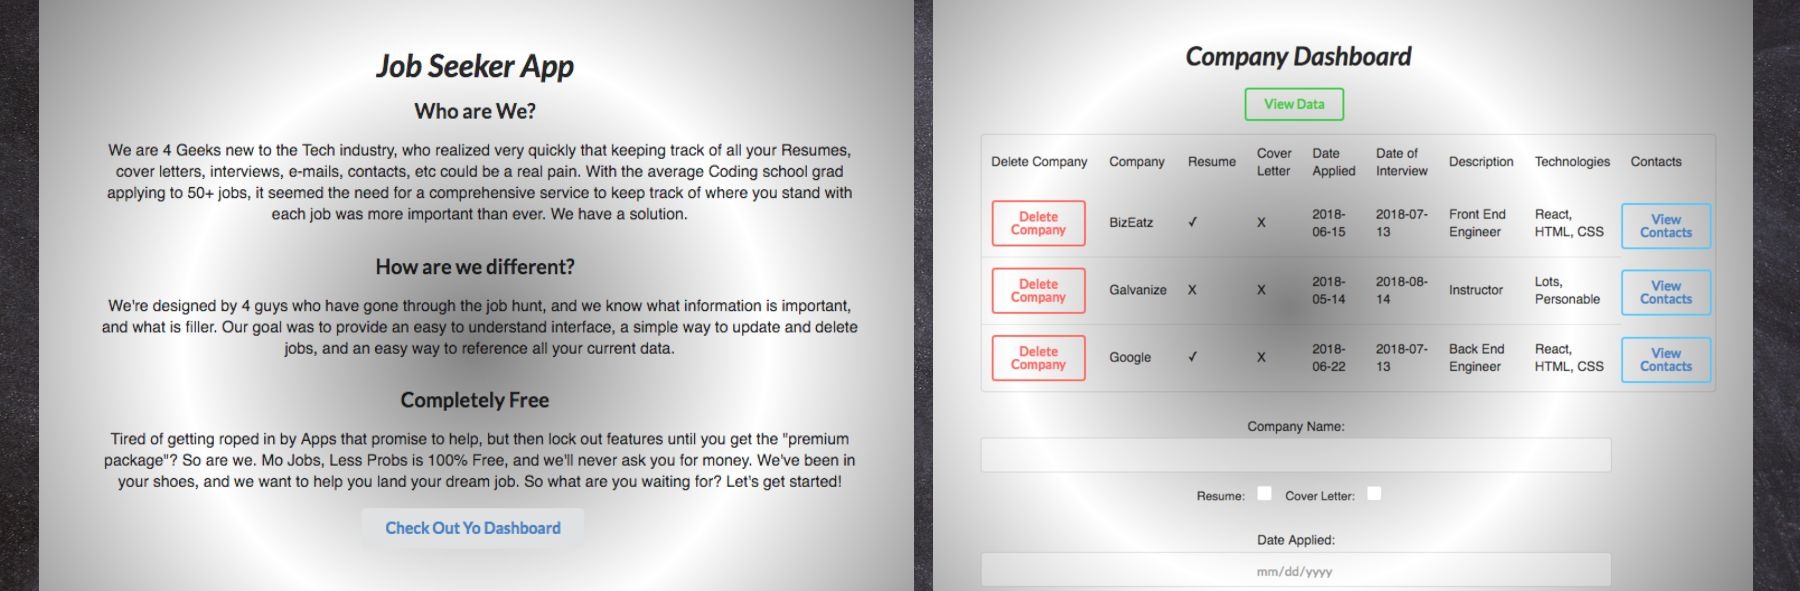 Job Seeker App
Who are We?
We are 4 Geeks new to the Tech industry, who realized very quickly that keeping track of all your Resumes,
cover letters, interviews, e-mails, contacts, etc could be a real pain. With the average Coding school grad
applying to 50+ jobs, it seemed the need for a comprehensive service to keep track of where you stand with
each job was more important than ever. We have a solution.
How are we different?
We're designed by 4 guys who have gone through the job hunt, and we know what information is important,
and what is filler. Our goal was to provide an easy to understand interface, a simple way to update and delete
jobs, and an easy way to reference all your current data.
Completely Free
Tired of getting roped in by Apps that promise to help, but then lock out features until you get the "premium
package"? So are we. Mo Jobs, Less Probs is 100% Free, and we'll never ask you for money. We've been in
your shoes, and we want to help you land your dream job. So what are you waiting for? Let's get started!
Check Out Yo Dashboard
Company Dashboard
View Data
Delete Company Company Resume Cover Letter Date Applied Date of Interview Description Technologies Contacts
Delete Company BizEatz ✓ X 2018-06-15 2018-07-13 Front End Engineer React, HTML, CSS View Contacts
Delete Company Galvanize X X 2018-05-14 2018-08-14 Instructor Lots, Personable View Contacts
Delete Company Google ✓ X 2018-06-22 2018-07-13 Back End Engineer React, HTML, CSS View Contacts
Company Name:
Resume: Cover Letter:
Date Applied:
mm/dd/yyyy